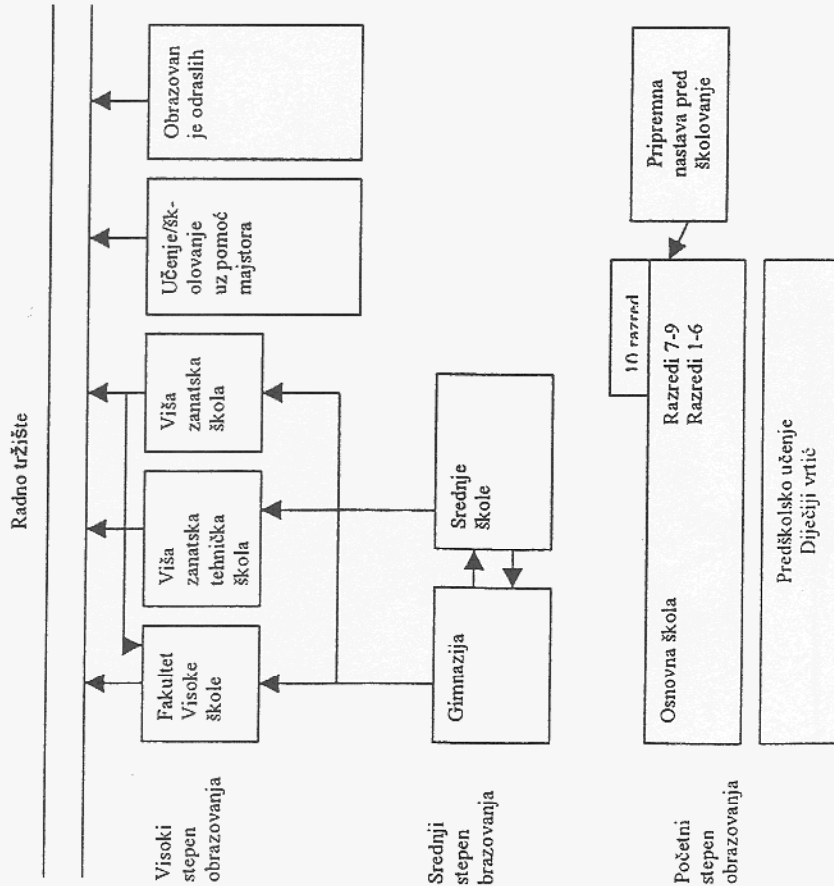 Radno tržište
Visoki
stepen
obrazovanja
Fakultet
Visoke
škole
Viša
zanatska
tehnička
škola
Viša
zanatska
škola
Učenje/šk-
olovanje
uz pomoć
majstora
Obrazovan
je odraslih
Srednji
stepen
brazovanja
Gimnazija
Srednje
škole
Početni
stepen
obrazovanja
Osnovna škola
10 razred
Razredi 7-9
Razredi 1-6
Pripremna
nastava pred
školovanje
Predškolsko učenje
Diječiji vrtić